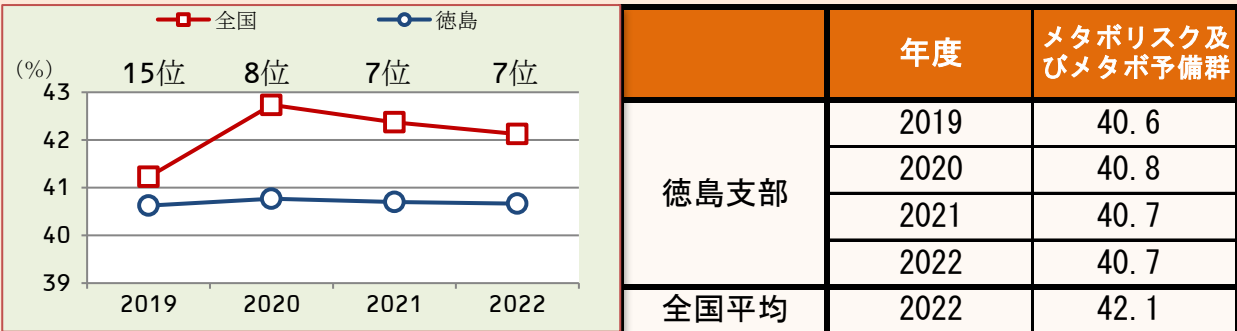 全国 徳島
(%) 15位 8位 7位 7位
43
42
41
40
39
2019 2020 2021 2022
年度 メタボリスク及
びメタボ予備群
徳島支部
2019 40.6
2020 40.8
2021 40.7
2022 40.7
全国平均 2022 42.1